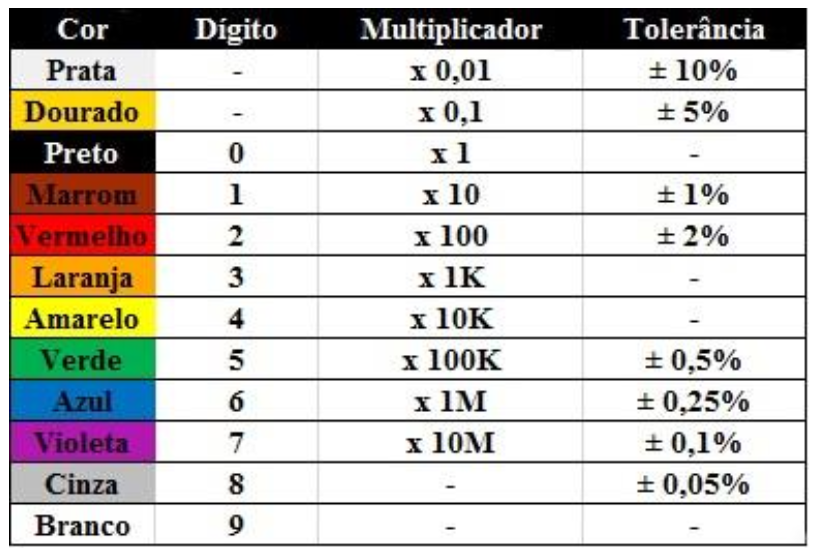 Cor Dígito Multiplicador Tolerância
Prata - x 0,01 ± 10%
Dourado - x 0,1 ± 5%
Preto 0 x 1 -
Marrom 1 x 10 ± 1%
Vermelho 2 x 100 ± 2%
Laranja 3 x 1K -
Amarelo 4 x 10K -
Verde 5 x 100K ± 0,5%
Azul 6 x 1M ± 0,25%
Violeta 7 x 10M ± 0,1%
Cinza 8 - ± 0,05%
Branco 9 - -